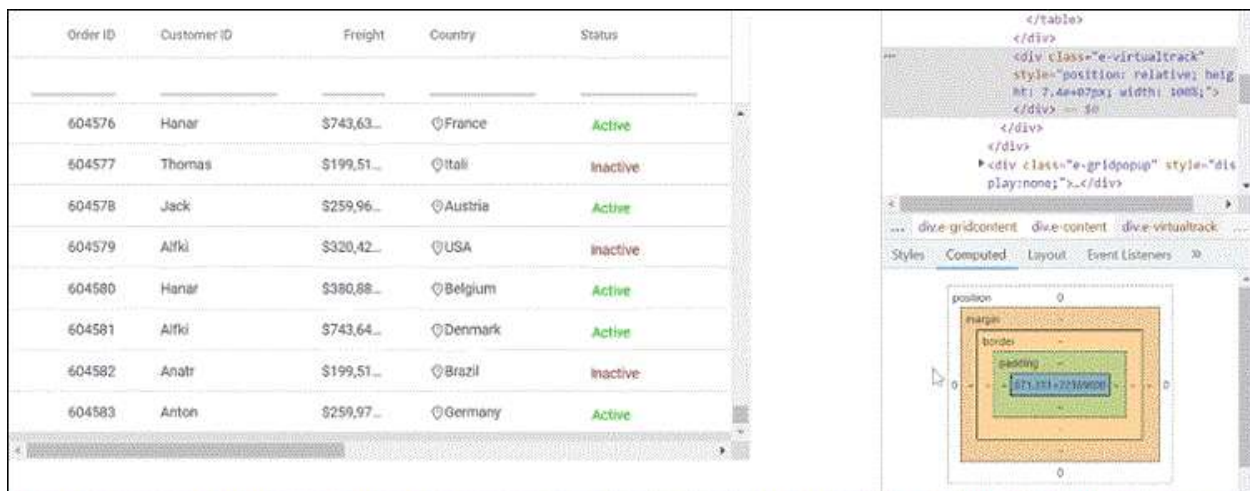 Order ID Customer ID Freight Country Status
604576 Hanar $743,63... France Active
604577 Thomas $199,51... Itali Inactive
604578 Jack $259,96... Austria Active
604579 Alfki $320,42... USA Inactive
604580 Hanar $380,88... Belgium Active
604581 Alfki $743,64... Denmark Active
604582 Anatr $199,51... Brazil Inactive
604583 Anton $259,97... Germany Active
</table>
</div>
... <div class="e-virtualtrack"
style="position: relative; heig
ht: 7.4e+07px; width: 100%;">
</div> == $0
</div>
</div>
<div class="e-gridpopup" style="dis
play:none;">…</div>
... div.e-gridcontent div.e-content div.e-virtualtrack ...
Styles Computed Layout Event Listeners »
position 0
margin -
border -
padding -
0 - - - - - - 0
-
-
-
0